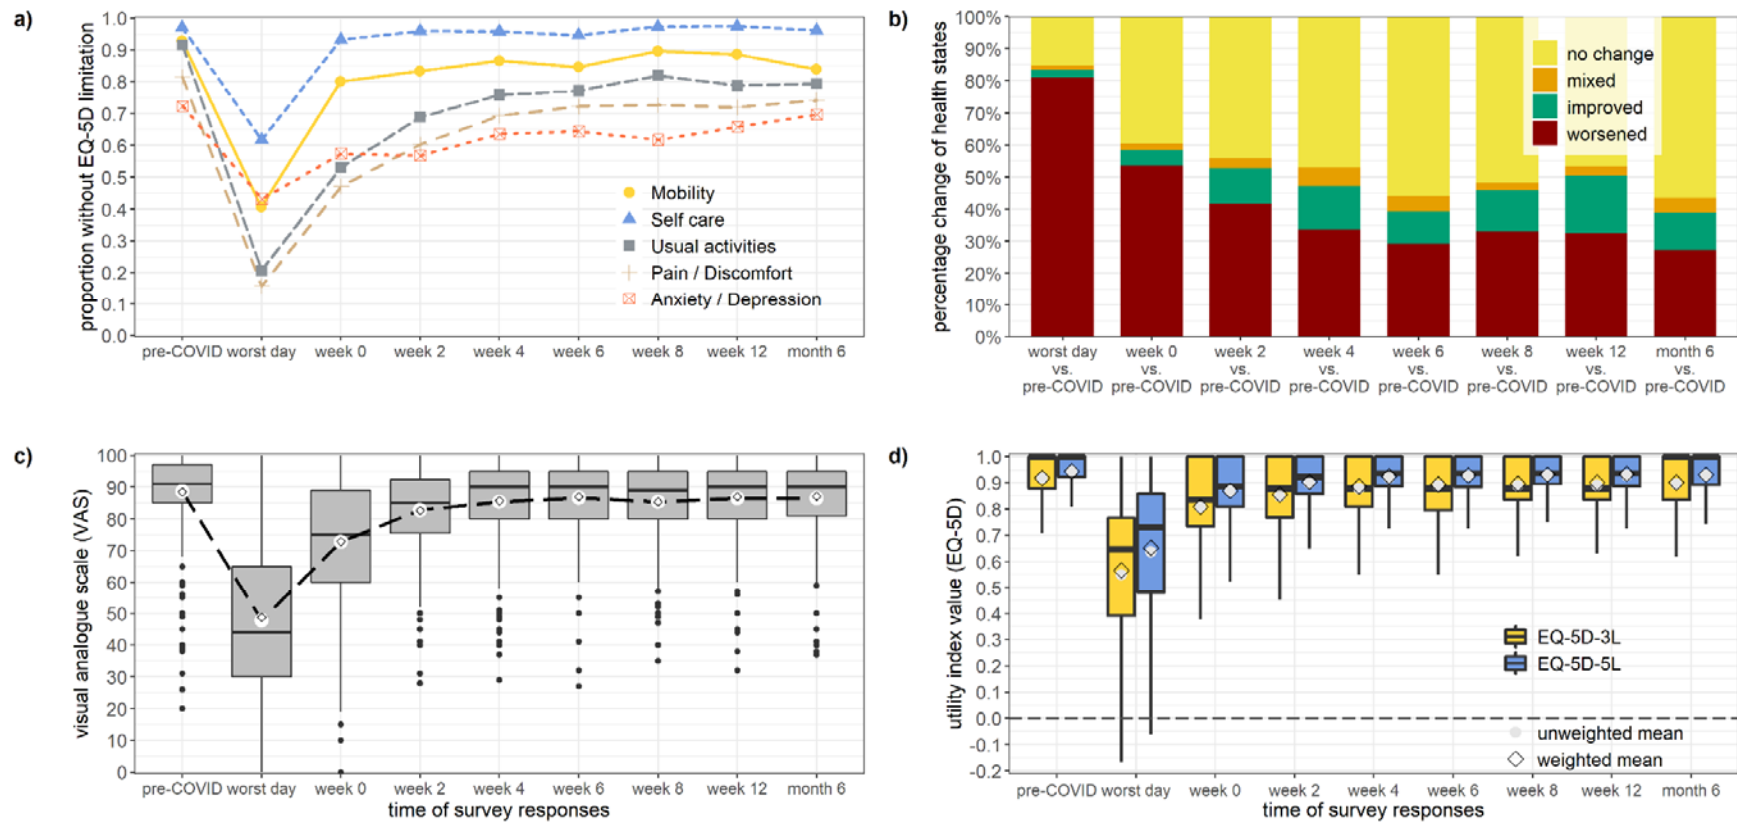 a)
proportion without EQ-5D limitation
1.0
0.9
0.8
0.7
0.6
0.5
0.4
0.3
0.2
0.1
0.0
Mobility
Self care
Usual activities
Pain / Discomfort
Anxiety / Depression
pre-COVID worst day week 0 week 2 week 4 week 6 week 8 week 12 month 6
b)
percentage change of health states
100%
90%
80%
70%
60%
50%
40%
30%
20%
10%
0%
no change
mixed
improved
worsened
worst day week 0 week 2 week 4 week 6 week 8 week 12 month 6
vs. vs. vs. vs. vs. vs. vs. vs.
pre-COVID pre-COVID pre-COVID pre-COVID pre-COVID pre-COVID pre-COVID pre-COVID
c)
visual analogue scale (VAS)
100
90
80
70
60
50
40
30
20
10
0
pre-COVID worst day week 0 week 2 week 4 week 6 week 8 week 12 month 6
time of survey responses
d)
utility index value (EQ-5D)
1.0
0.9
0.8
0.7
0.6
0.5
0.4
0.3
0.2
0.1
0.0
-0.1
-0.2
EQ-5D-3L
EQ-5D-5L
unweighted mean
weighted mean
pre-COVID worst day week 0 week 2 week 4 week 6 week 8 week 12 month 6
time of survey responses